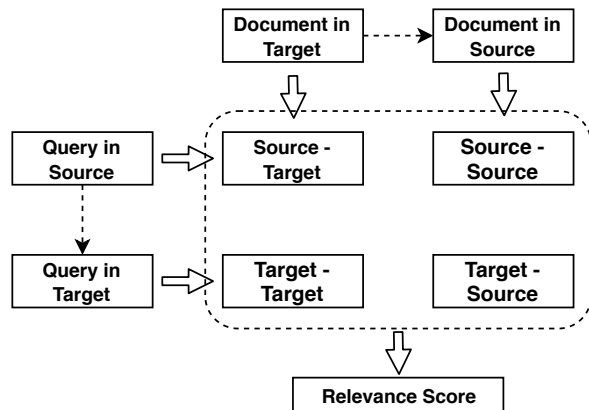 Document in
Target
Document in
Source
Query in
Source
Source -
Target
Source -
Source
Query in
Target
Target -
Target
Target -
Source
Relevance Score